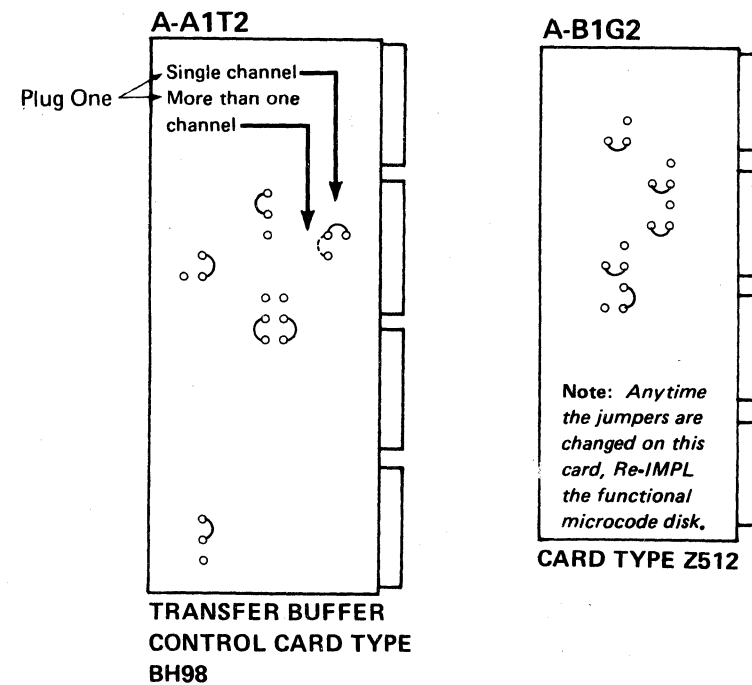 A-A1T2
Plug One
Single channel
More than one
channel
TRANSFER BUFFER
CONTROL CARD TYPE
BH98
A-B1G2
Note: Anytime
the jumpers are
changed on this
card, Re-IMPL
the functional
microcode disk.
CARD TYPE Z512